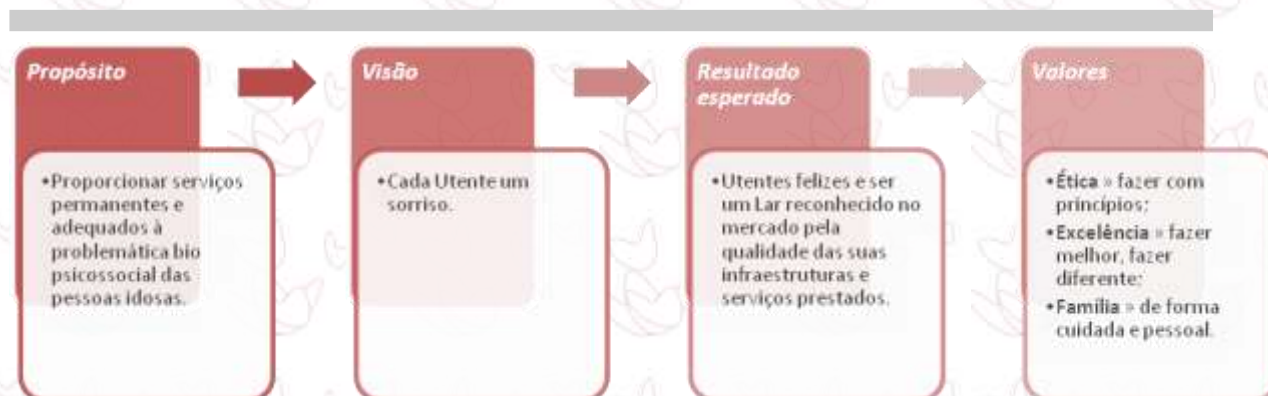 Propósito
•Proporcionar serviços
permanentes e
adequados à
problemática bio
psicossocial das
pessoas idosas.
Visão
•Cada Utente um
sorriso.
Resultado
esperado
•Utentes felizes e ser
um Lar reconhecido no
mercado pela
qualidade das suas
infraestruturas e
serviços prestados.
Valores
•Ética » fazer com
princípios;
•Excelência » fazer
melhor, fazer
diferente;
•Família » de forma
cuidada e pessoal.